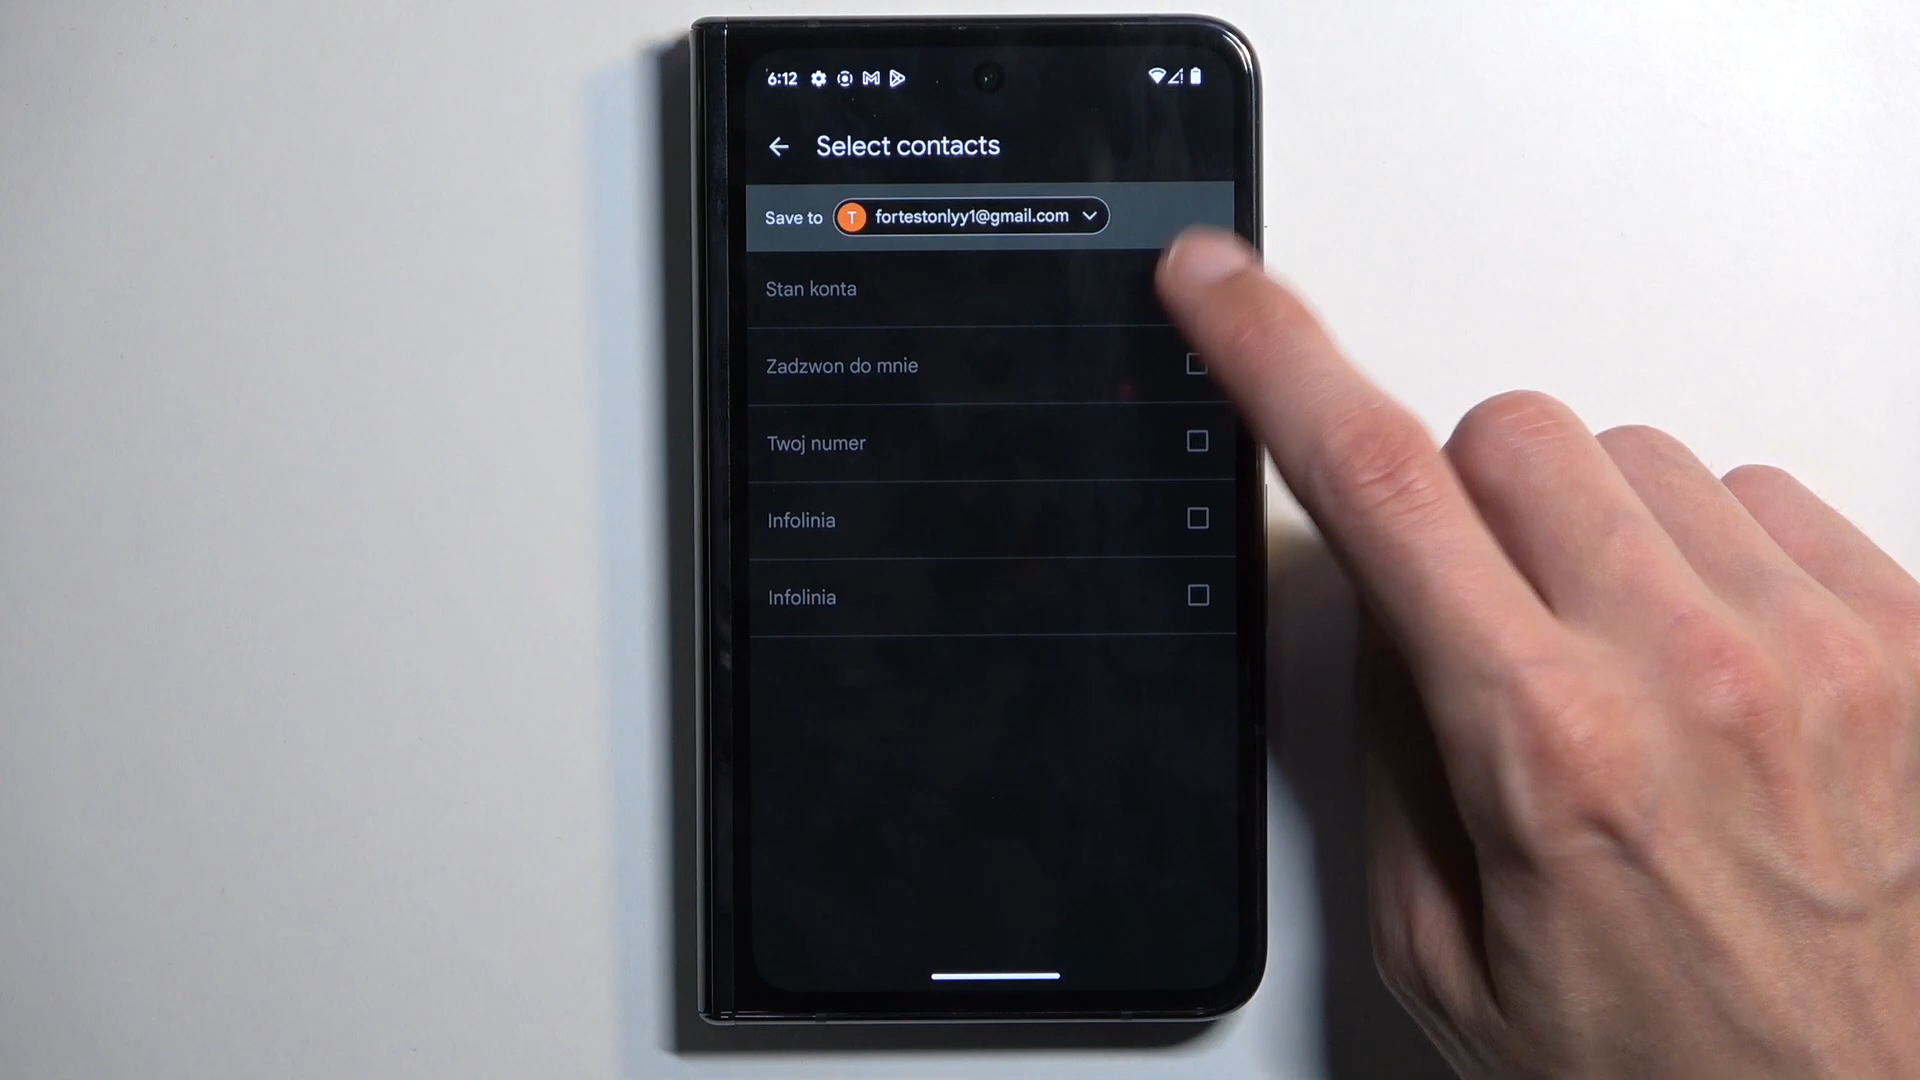 6:12
Select contacts
Save to T fortestonlyy1@gmail.com
Stan konta
Zadzwon do mnie
Twoj numer
Infolinia
Infolinia